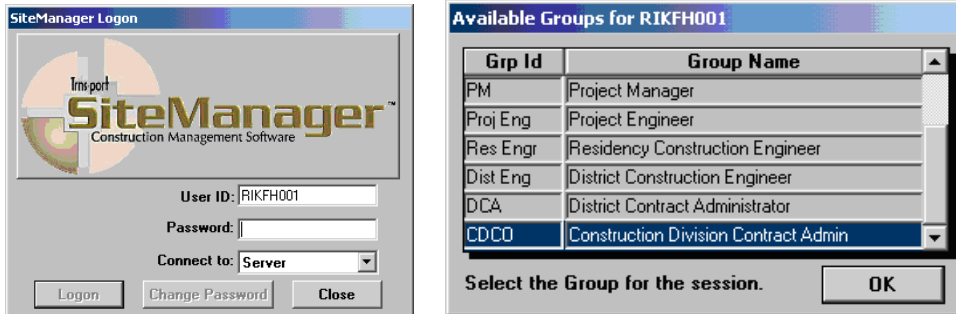 SiteManager Logon
Trns·port
SiteManager™
Construction Management Software
User ID: RIKFH001
Password:
Connect to: Server
Logon Change Password Close
Available Groups for RIKFH001
Grp Id Group Name
PM Project Manager
Proj Eng Project Engineer
Res Engr Residency Construction Engineer
Dist Eng District Construction Engineer
DCA District Contract Administrator
CDCO Construction Division Contract Admin
Select the Group for the session. OK